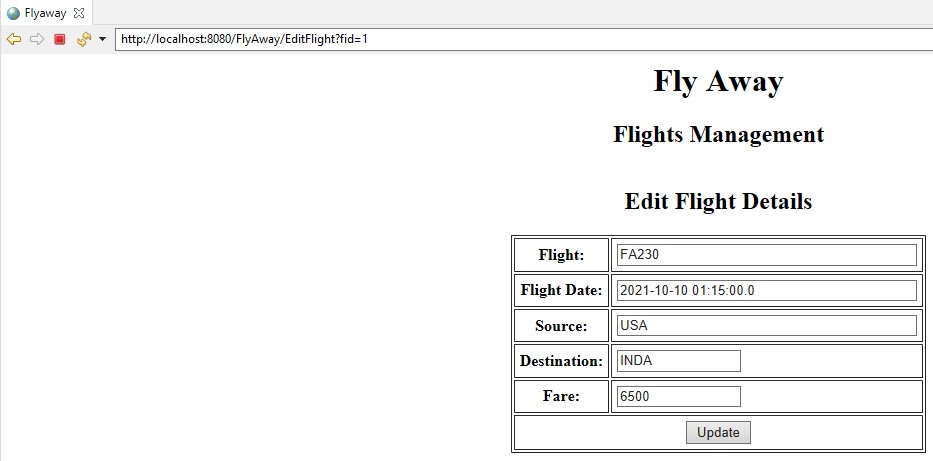 Flyaway
http://localhost:8080/FlyAway/EditFlight?fid=1
Fly Away
Flights Management
Edit Flight Details
Flight: FA230
Flight Date: 2021-10-10 01:15:00.0
Source: USA
Destination: INDA
Fare: 6500
Update